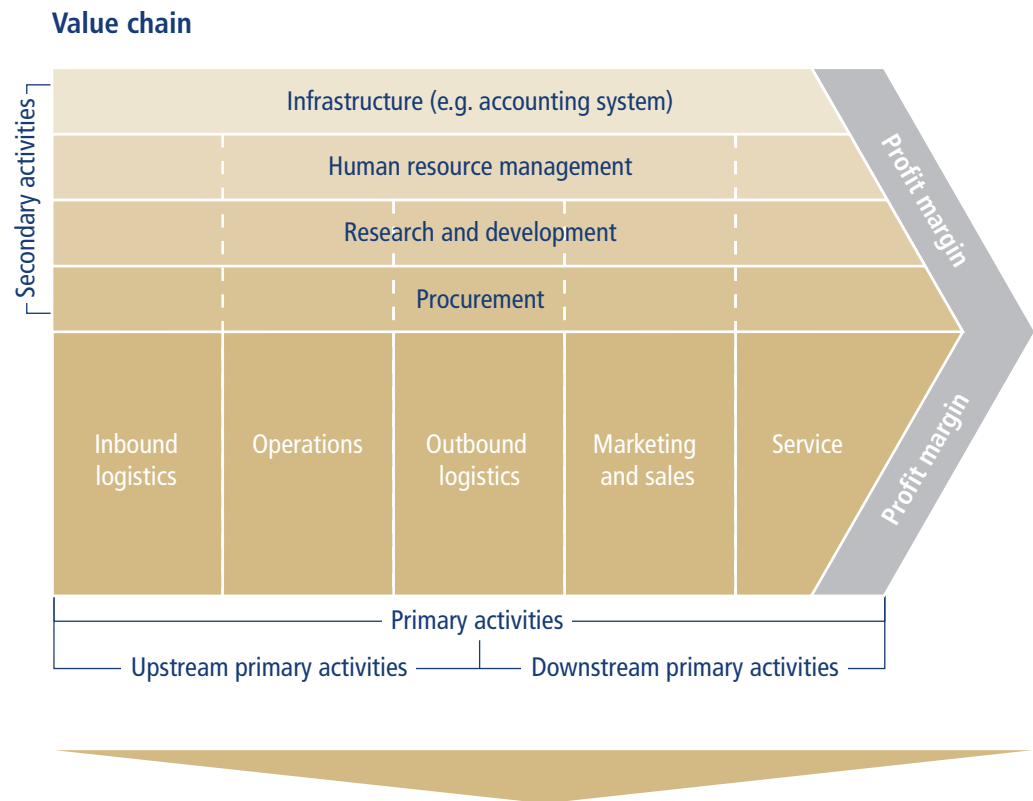 Value chain
Secondary activities
Infrastructure (e.g. accounting system)
Human resource management
Research and development
Procurement
Profit margin
Inbound
logistics
Operations
Outbound
logistics
Marketing
and sales
Service
Profit margin
Primary activities
Upstream primary activities
Downstream primary activities